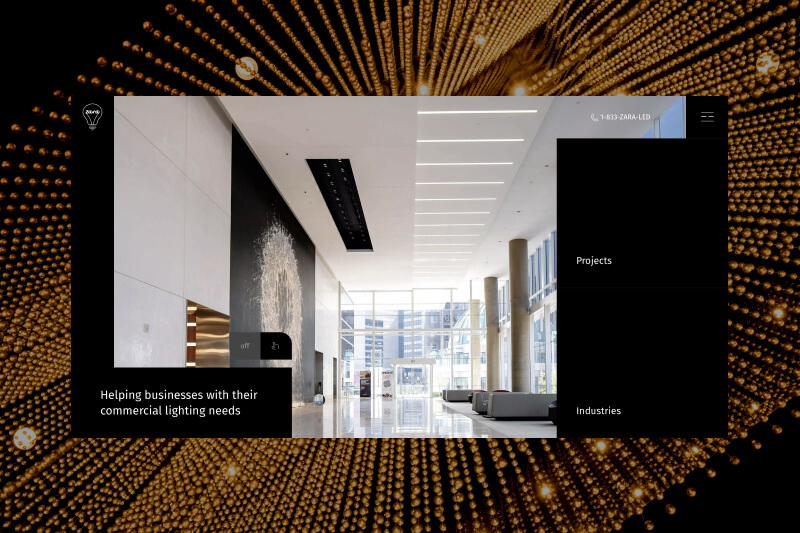 zara
1-833-ZARA-LED
Projects
off
Helping businesses with their
commercial lighting needs
Industries